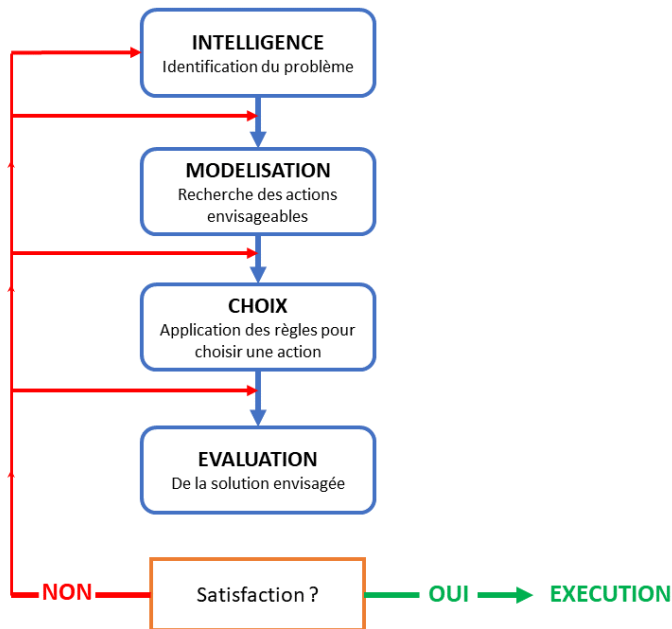 INTELLIGENCE
Identification du problème
MODELISATION
Recherche des actions
envisageables
CHOIX
Application des règles pour
choisir une action
EVALUATION
De la solution envisagée
NON
Satisfaction ?
OUI
EXECUTION